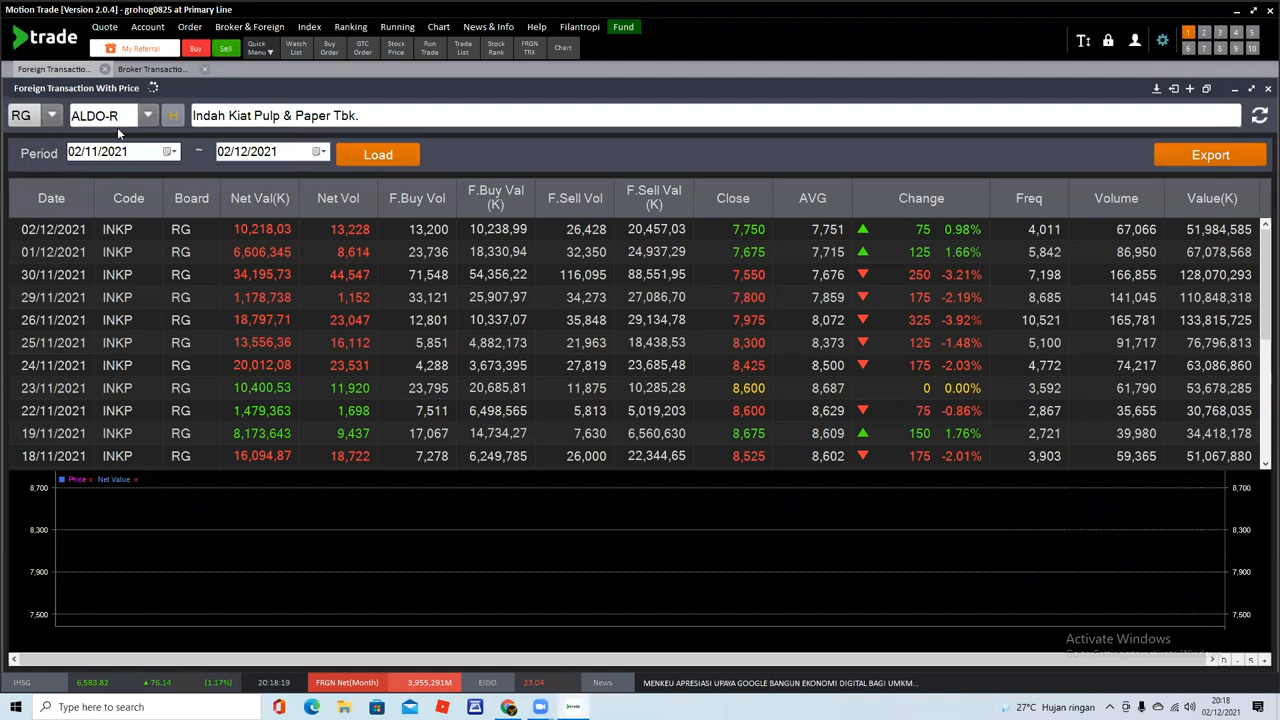 Motion Trade [Version 2.0.4] - grohog0825 at Primary Line
trade
Quote Account Order Broker & Foreign Index Ranking Running Chart News & Info Help Filantropi Fund
My Referral Buy Sell Quick Menu ▼ Watch List Buy Order GTC Order Stock Price Run Trade Trade List Stock Rank FRGN TRX Chart
1 2 3 4 5
6 7 8 9 10
Foreign Transactio... Broker Transactio...
Foreign Transaction With Price
RG ALDO-R H Indah Kiat Pulp & Paper Tbk.
Period 02/11/2021 ~ 02/12/2021 Load Export
Date Code Board Net Val(K) Net Vol F.Buy Vol F.Buy Val (K) F.Sell Vol F.Sell Val (K) Close AVG Change Freq Volume Value(K)
02/12/2021 INKP RG 10,218,03 13,228 13,200 10,238,99 26,428 20,457,03 7,750 7,751 ▲ 75 0.98% 4,011 67,066 51,984,585
01/12/2021 INKP RG 6,606,345 8,614 23,736 18,330,94 32,350 24,937,29 7,675 7,715 ▲ 125 1.66% 5,842 86,950 67,078,568
30/11/2021 INKP RG 34,195,73 44,547 71,548 54,356,22 116,095 88,551,95 7,550 7,676 ▼ 250 -3.21% 7,198 166,855 128,070,293
29/11/2021 INKP RG 1,178,738 1,152 33,121 25,907,97 34,273 27,086,70 7,800 7,859 ▼ 175 -2.19% 8,685 141,045 110,848,318
26/11/2021 INKP RG 18,797,71 23,047 12,801 10,337,07 35,848 29,134,78 7,975 8,072 ▼ 325 -3.92% 10,521 165,781 133,815,725
25/11/2021 INKP RG 13,556,36 16,112 5,851 4,882,173 21,963 18,438,53 8,300 8,373 ▼ 125 -1.48% 5,100 91,717 76,796,813
24/11/2021 INKP RG 20,012,08 23,531 4,288 3,673,395 27,819 23,685,48 8,425 8,502 ▼ 175 -2.03% 4,772 74,217 63,086,860
23/11/2021 INKP RG 10,400,53 11,920 23,795 20,685,81 11,875 10,285,28 8,600 8,687 0 0.00% 3,592 61,790 53,678,285
22/11/2021 INKP RG 1,479,363 1,698 7,511 6,498,565 5,813 5,019,203 8,600 8,629 ▼ 75 -0.86% 2,867 35,655 30,768,035
19/11/2021 INKP RG 8,173,643 9,437 17,067 14,734,27 7,630 6,560,630 8,675 8,609 ▲ 150 1.76% 2,721 39,980 34,418,178
18/11/2021 INKP RG 16,094,87 18,722 7,278 6,249,785 26,000 22,344,65 8,525 8,602 ▼ 175 -2.01% 3,903 59,365 51,067,880
Price x Net Value x
8,700 8,700
8,300 8,300
7,900 7,900
7,500 7,500
Activate Windows
D - S +
IHSG 6,583.82 ▲ 76.14 (1.17%) 20:18:19 FRGN Net(Month) 3,955,291M EIDO 23.04 News MENKEU APRESIASI UPAYA GOOGLE BANGUN EKONOMI DIGITAL BAGI UMKM...
Type here to search
27°C Hujan ringan
20:18
02/12/2021